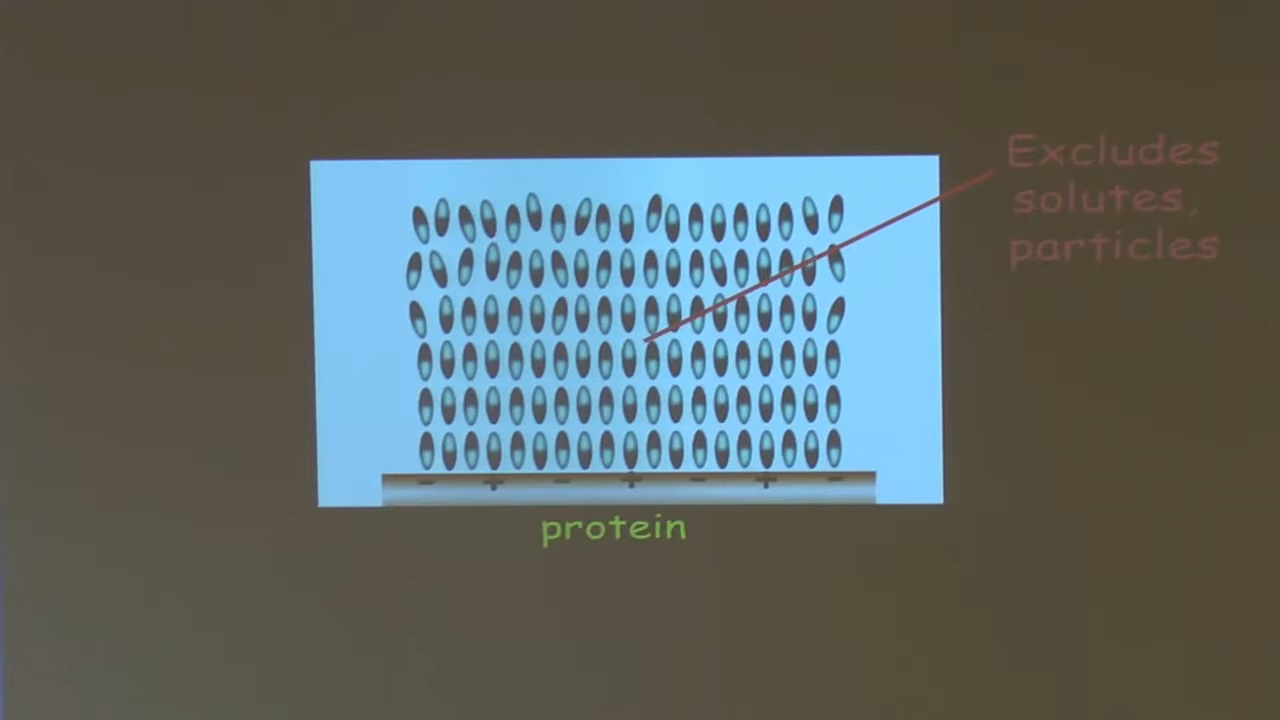 Excludes
solutes,
particles
- + - + - + -
protein